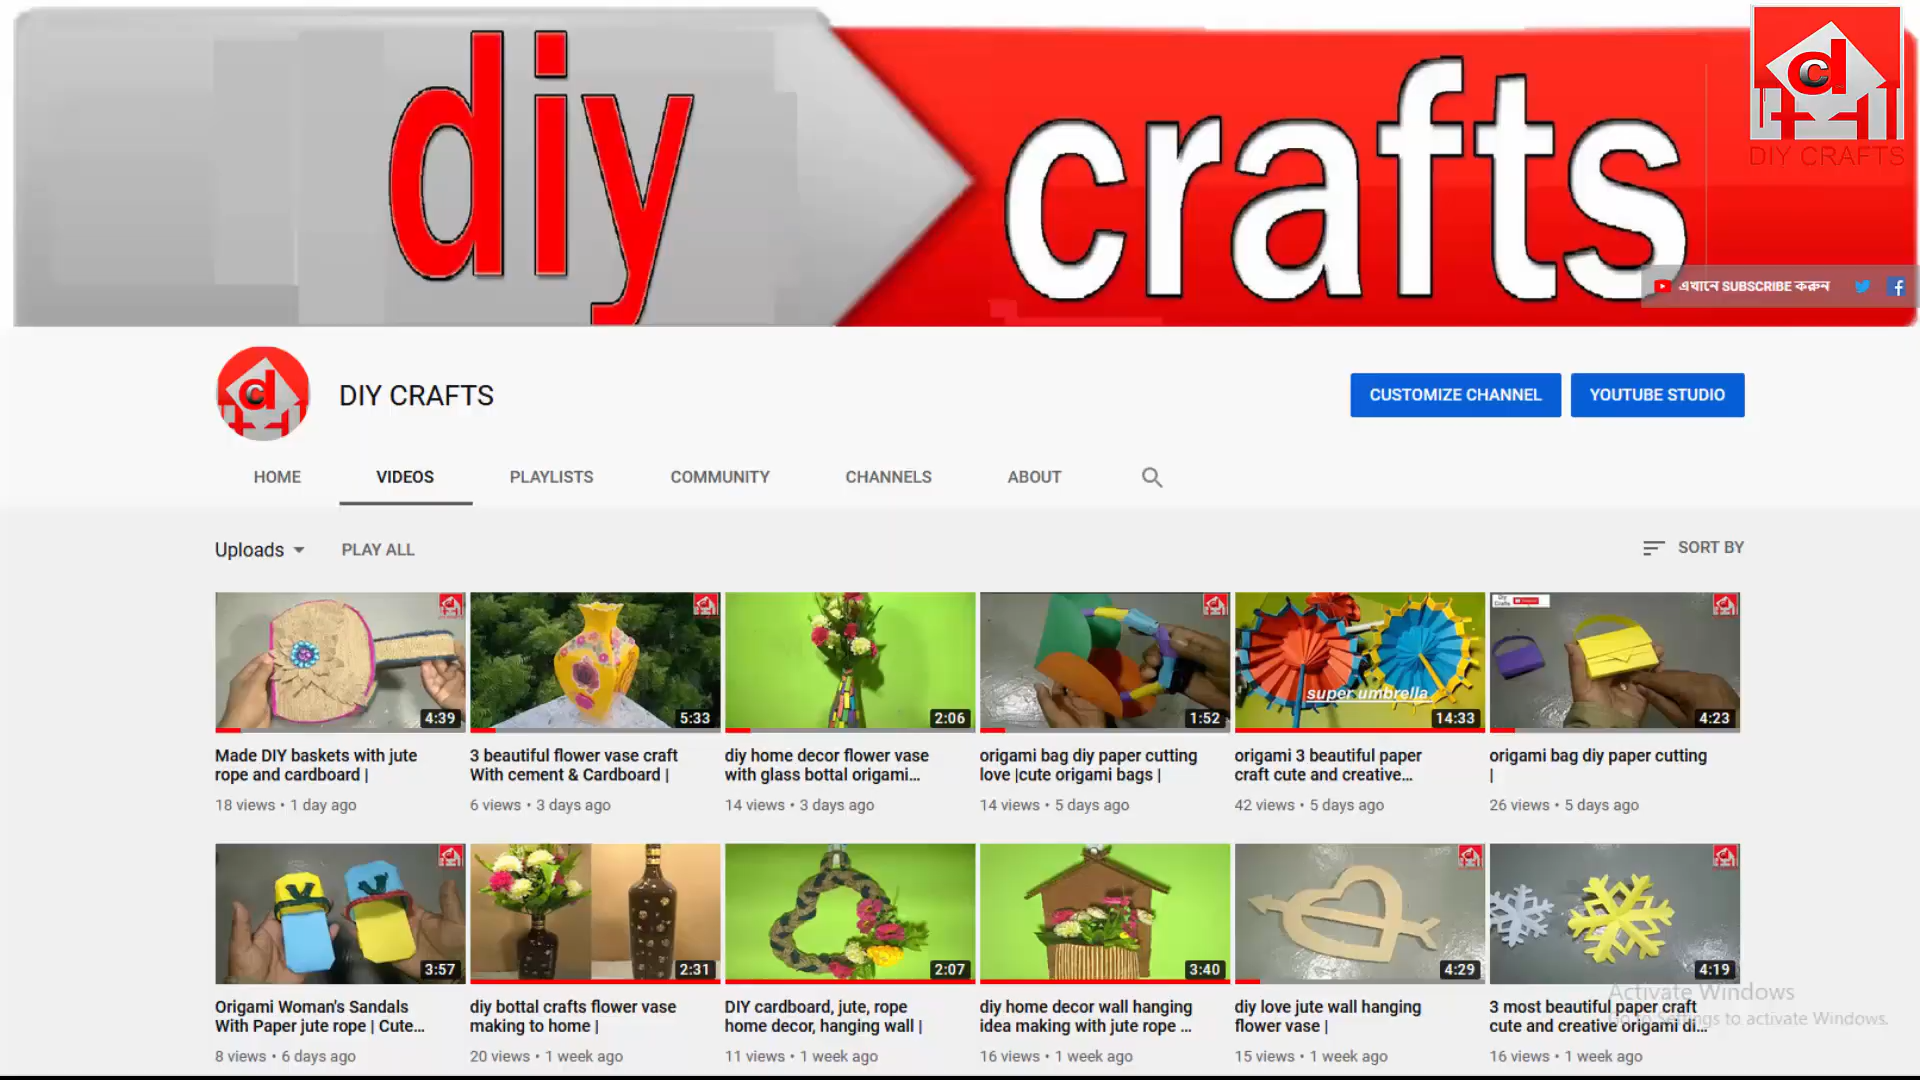 diy crafts
DIY CRAFTS
এখানে SUBSCRIBE করুন
DIY CRAFTS
CUSTOMIZE CHANNEL
YOUTUBE STUDIO
HOME VIDEOS PLAYLISTS COMMUNITY CHANNELS ABOUT
Uploads PLAY ALL
SORT BY
4:39
5:33
2:06
1:52
super umbrella
14:33
Diy
Crafts
4:23
Made DIY baskets with jute
rope and cardboard |
18 views • 1 day ago
3 beautiful flower vase craft
With cement & Cardboard |
6 views • 3 days ago
diy home decor flower vase
with glass bottal origami...
14 views • 3 days ago
origami bag diy paper cutting
love |cute origami bags |
14 views • 5 days ago
origami 3 beautiful paper
craft cute and creative...
42 views • 5 days ago
origami bag diy paper cutting
|
26 views • 5 days ago
3:57
2:31
2:07
3:40
4:29
4:19
Origami Woman's Sandals
With Paper jute rope | Cute...
8 views • 6 days ago
diy bottal crafts flower vase
making to home |
20 views • 1 week ago
DIY cardboard, jute, rope
home decor, hanging wall |
11 views • 1 week ago
diy home decor wall hanging
idea making with jute rope ...
16 views • 1 week ago
diy love jute wall hanging
flower vase |
15 views • 1 week ago
3 most beautiful paper craft
cute and creative origami di...
16 views • 1 week ago
Activate Windows
Go to Settings to activate Windows.